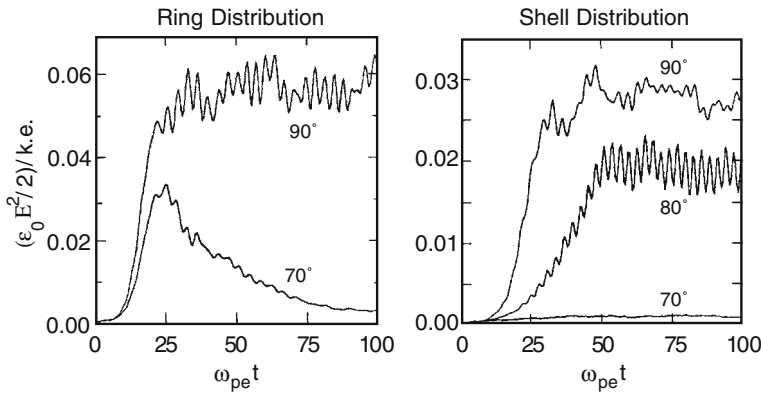 Ring Distribution
Shell Distribution
(ε₀E²/2)/k.e.
0.06
0.04
0.02
0.00
90°
70°
0 25 50 75 100
ωpet
0.03
0.02
0.01
0.00
90°
80°
70°
0 25 50 75 100
ωpet